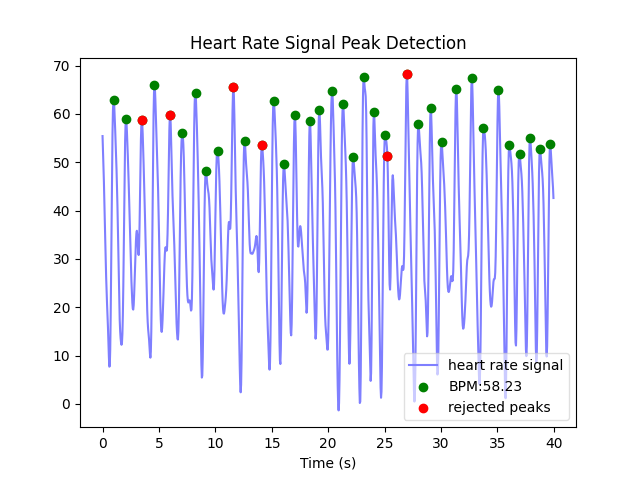 Heart Rate Signal Peak Detection
70
60
50
40
30
20
10
0
heart rate signal
BPM:58.23
rejected peaks
0 5 10 15 20 25 30 35 40
Time (s)